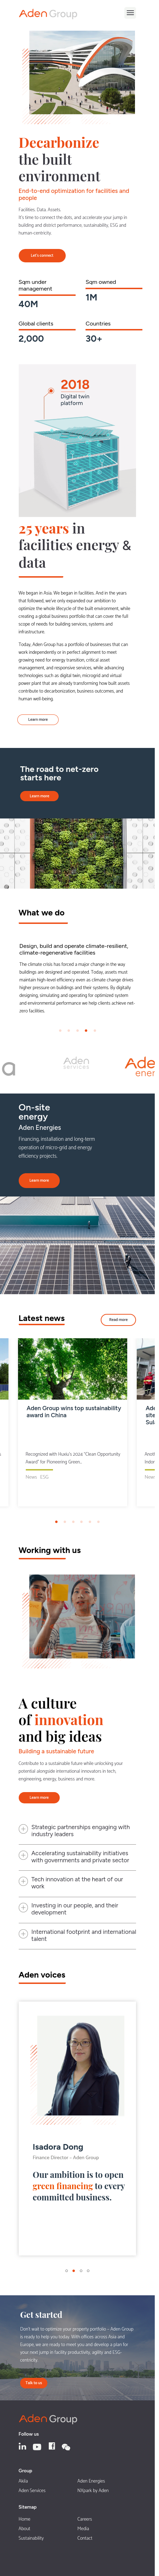 Aden Group
Decarbonize
the built
environment
End-to-end optimization for facilities and
people
Facilities. Data. Assets.
It's time to connect the dots, and accelerate your jump in
building and district performance, sustainability, ESG and
human-centricity.
Let's connect
Sqm under
management
40M
Sqm owned
1M
Global clients
2,000
Countries
30+
2018
Digital twin
platform
25 years in
facilities energy &
data
We began in Asia. We began in facilities. And in the years
that followed, we've only expanded our ambition to
optimize the whole lifecycle of the built environment, while
creating a global business portfolio that can cover the full
scope of needs for building services, systems and
infrastructure.
Today, Aden Group has a portfolio of businesses that can
work independently or in perfect alignment to meet
growing need for energy transition, critical asset
management, and responsive services, while advancing
technologies such as digital twin, microgrid and virtual
power plant that are already transforming how built assets
contribute to decarbonization, business outcomes, and
human well-being.
Learn more
The road to net-zero
starts here
Learn more
What we do
Design, build and operate climate-resilient,
climate-regenerative facilities
The climate crisis has forced a major change in the way
buildings are designed and operated. Today, assets must
maintain high levels of energy efficiency even as climate crisis
places higher pressure on buildings and their systems. By digitally
designing, simulating and operating for optimized system
performance and user experience we help clients achieve net-
zero facilities.
Aden
services
Aden
energies
On-site
energy
Aden Energies
Financing, installation and long-term
operation of micro-grid and energy
efficiency projects.
Learn more
Latest news
Read more
Aden Group wins top sustainability
award in China
Recognized with Huxiu's 2024 "Clean Opportunity
Award" for Pioneering Green...
News ESG
Working with us
A culture
of innovation
and big ideas
Building a sustainable future
Contribute to a sustainable future while unlocking your
potential alongside international innovators in tech,
engineering, energy, business and more.
Learn more
Strategic partnerships engaging with
industry leaders
Accelerating sustainability initiatives
with governments and private sector
Tech innovation at the heart of our
work
Investing in our people, and their
development
International footprint and international
talent
Aden voices
Isadora Dong
Finance Director - Aden Group
Our ambition is to open
green financing to every
committed business.
Get started
Don't wait to optimize your property portfolio – Aden Group
is ready to help you today. With offices across Asia and
Europe, we are ready to meet you and develop a plan for
your next jump in facility productivity, agility and ESG-
centricity.
Talk to us
Aden Group
Follow us
Group
Akila
Aden Energies
Aden Services
NXpark by Aden
Sitemap
Home
Careers
About
Media
Sustainability
Contact